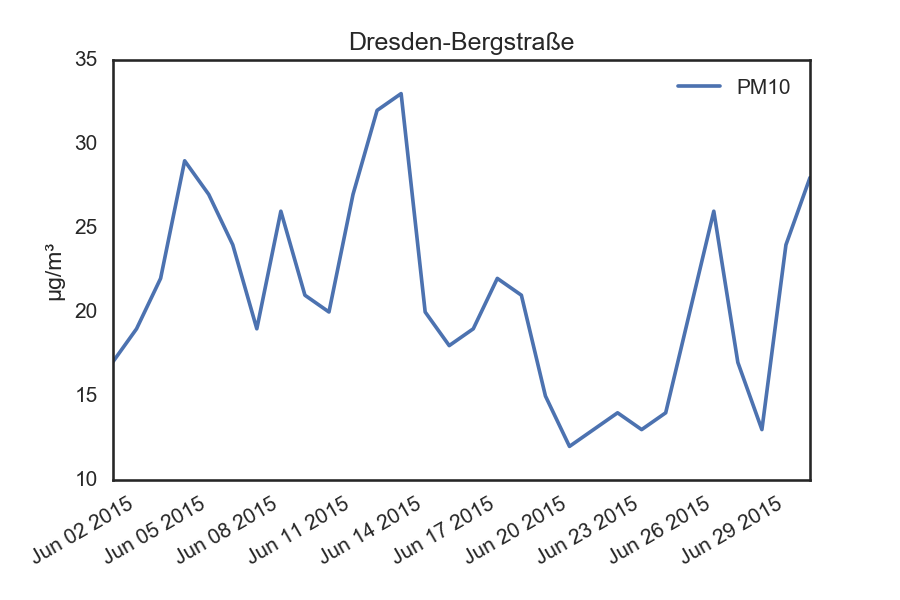 Dresden-Bergstraße
PM10
µg/m³
35
30
25
20
15
10
Jun 02 2015
Jun 05 2015
Jun 08 2015
Jun 11 2015
Jun 14 2015
Jun 17 2015
Jun 20 2015
Jun 23 2015
Jun 26 2015
Jun 29 2015